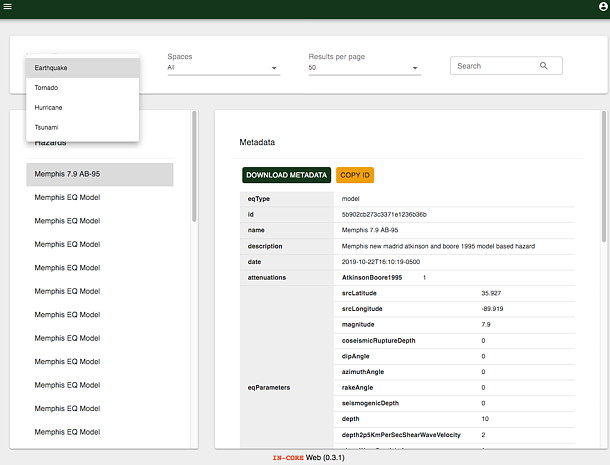 Spaces
Results per page
Earthquake
All
50
Search
Tornado
Hurricane
Tsunami
Hazards
Metadata
Memphis 7.9 AB-95
Memphis EQ Model
Memphis EQ Model
Memphis EQ Model
Memphis EQ Model
Memphis EQ Model
Memphis EQ Model
Memphis EQ Model
Memphis EQ Model
Memphis EQ Model
Memphis EQ Model
Memphis EQ Model
DOWNLOAD METADATA
COPY ID
eqType model
id 5b902cb273c3371e1236b36b
name Memphis 7.9 AB-95
description Memphis new madrid atkinson and boore 1995 model based hazard
date 2019-10-22T16:10:19-0500
attenuations AtkinsonBoore1995 1
eqParameters
srcLatitude 35.927
srcLongitude -89.919
magnitude 7.9
coseismicRuptureDepth 0
dipAngle 0
azimuthAngle 0
rakeAngle 0
seismogenicDepth 0
depth 10
depth2p5KmPerSecShearWaveVelocity 2
IN-CORE Web (0.3.1)